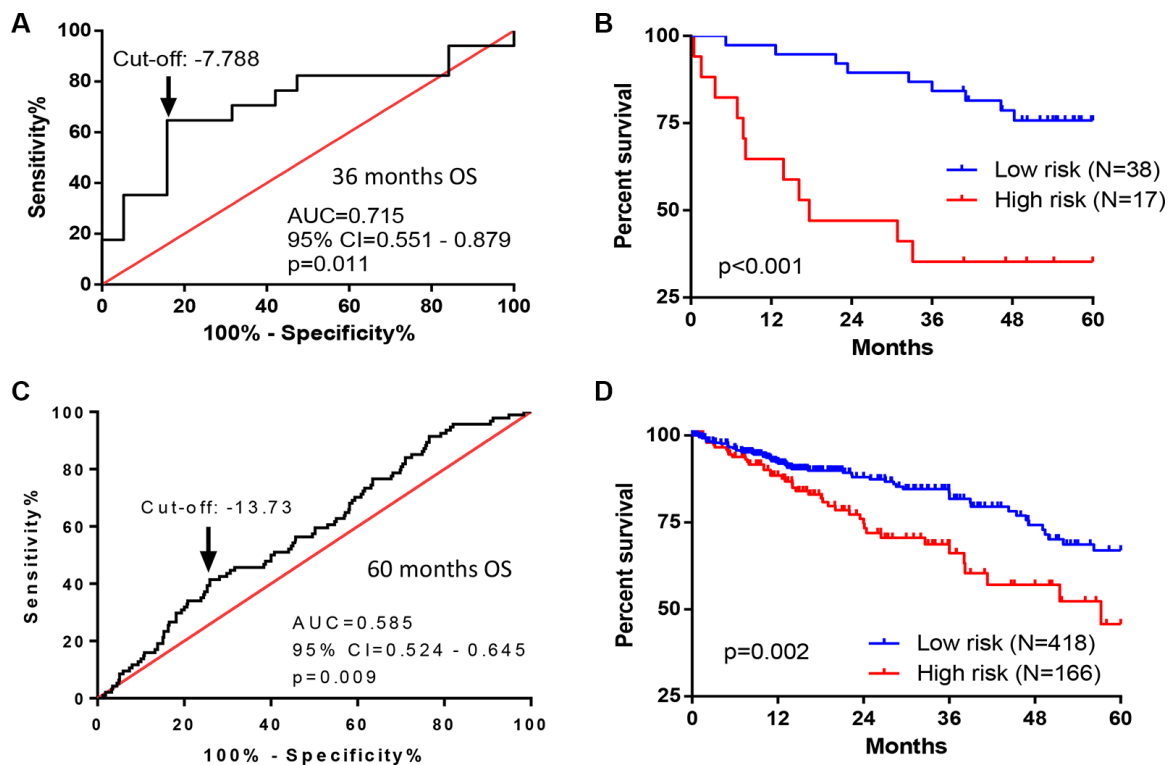 A
Sensitivity%
100
80
60
40
20
0
Cut-off: -7.788
36 months OS
AUC=0.715
95% CI=0.551 - 0.879
p=0.011
0 20 40 60 80 100
100% - Specificity%
B
Percent survival
100
75
50
25
Low risk (N=38)
High risk (N=17)
p<0.001
0 12 24 36 48 60
Months
C
Sensitivity%
100
80
60
40
20
0
Cut-off: -13.73
60 months OS
AUC=0.585
95% CI=0.524 - 0.645
p=0.009
0 20 40 60 80 100
100% - Specificity%
D
Percent survival
100
75
50
25
p=0.002
Low risk (N=418)
High risk (N=166)
0 12 24 36 48 60
Months